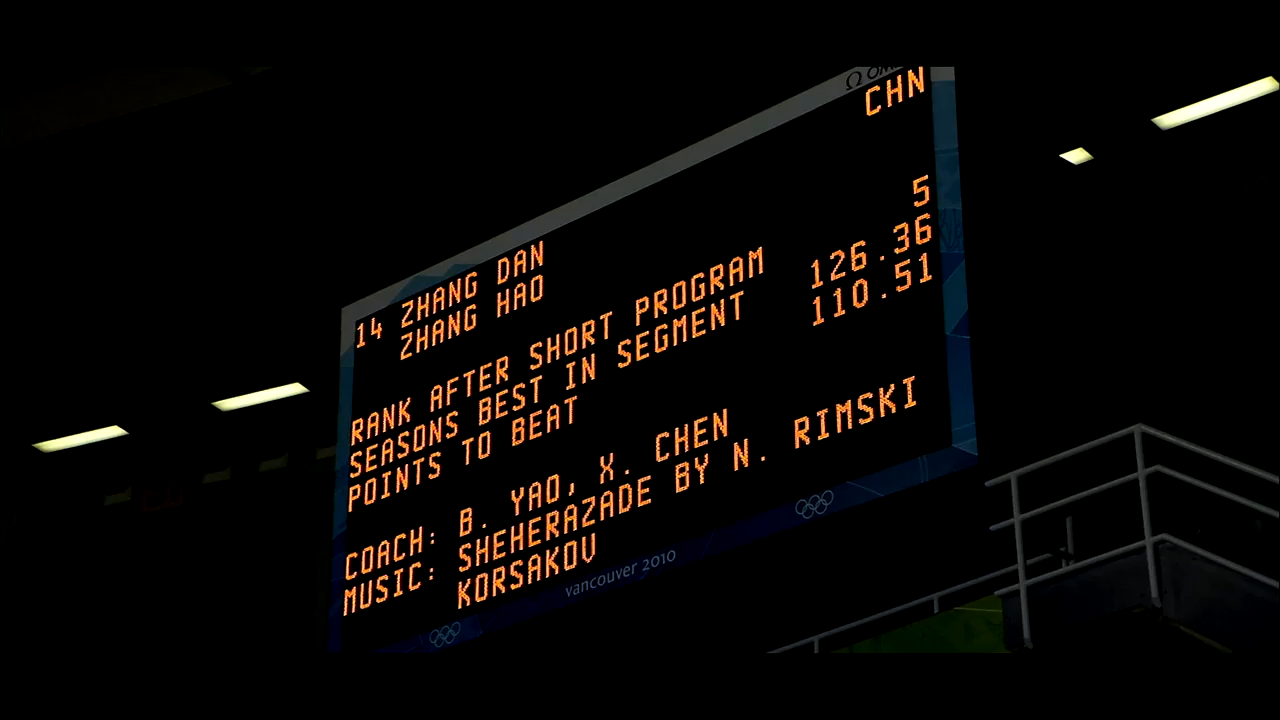 CHN
14 ZHANG DAN
ZHANG HAO
RANK AFTER SHORT PROGRAM 5
SEASONS BEST IN SEGMENT 126.36
POINTS TO BEAT 110.51
COACH: B. YAO, X. CHEN
MUSIC: SHEHERAZADE BY N. RIMSKI
KORSAKOV
vancouver 2010